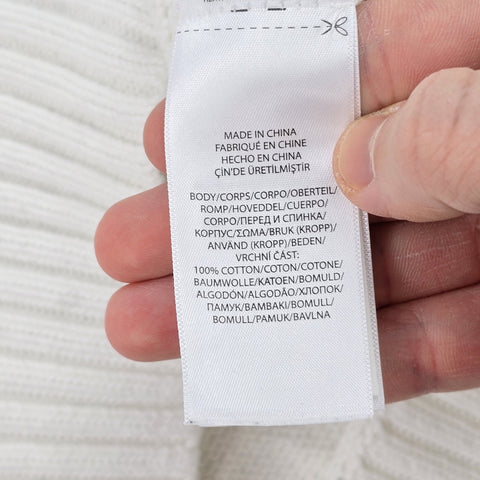 MADE IN CHINA
FABRIQUÉ EN CHINE
HECHO EN CHINA
ÇİN'DE ÜRETİLMİŞTİR
BODY/CORPS/CORPO/OBERTEIL/
ROMP/HOVEDDEL/CUERPO/
CORPO/ПЕРЕД И СПИНКА/
КОРПУС/ΣΩΜΑ/BRUK (KROPP)/
ANVÄND (KROPP)/BEDEN/
VRCHNÍ ČÁST:
100% COTTON/COTON/COTONE/
BAUMWOLLE/KATOEN/BOMULD/
ALGODÓN/ALGODÃO/ХЛОПОК/
ПАМУК/ΒΑΜΒΑΚΙ/BOMULL/
BOMULL/PAMUK/BAVLNA